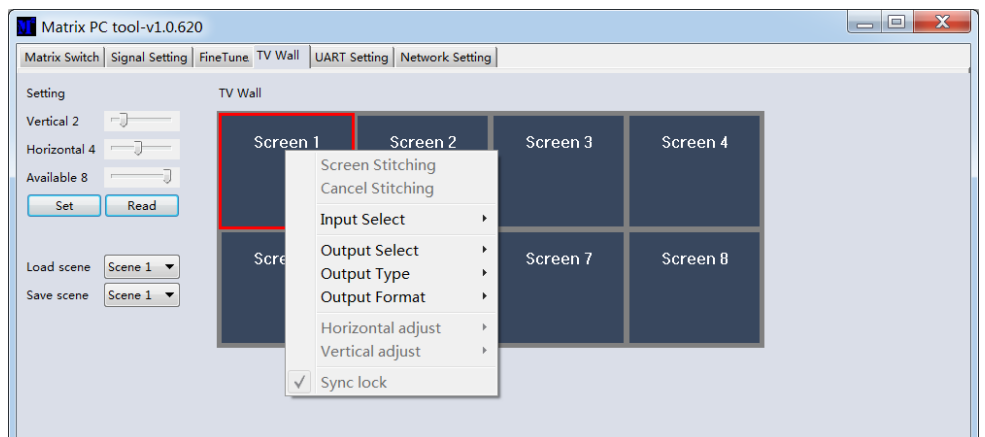 Matrix PC tool-v1.0.620
Matrix Switch Signal Setting FineTune TV Wall UART Setting Network Setting
Setting
TV Wall
Vertical 2
Horizontal 4
Available 8
Set Read
Load scene Scene 1
Save scene Scene 1
Screen 1 Screen 2 Screen 3 Screen 4
Scre Screen 7 Screen 8
Screen Stitching
Cancel Stitching
Input Select
Output Select
Output Type
Output Format
Horizontal adjust
Vertical adjust
Sync lock